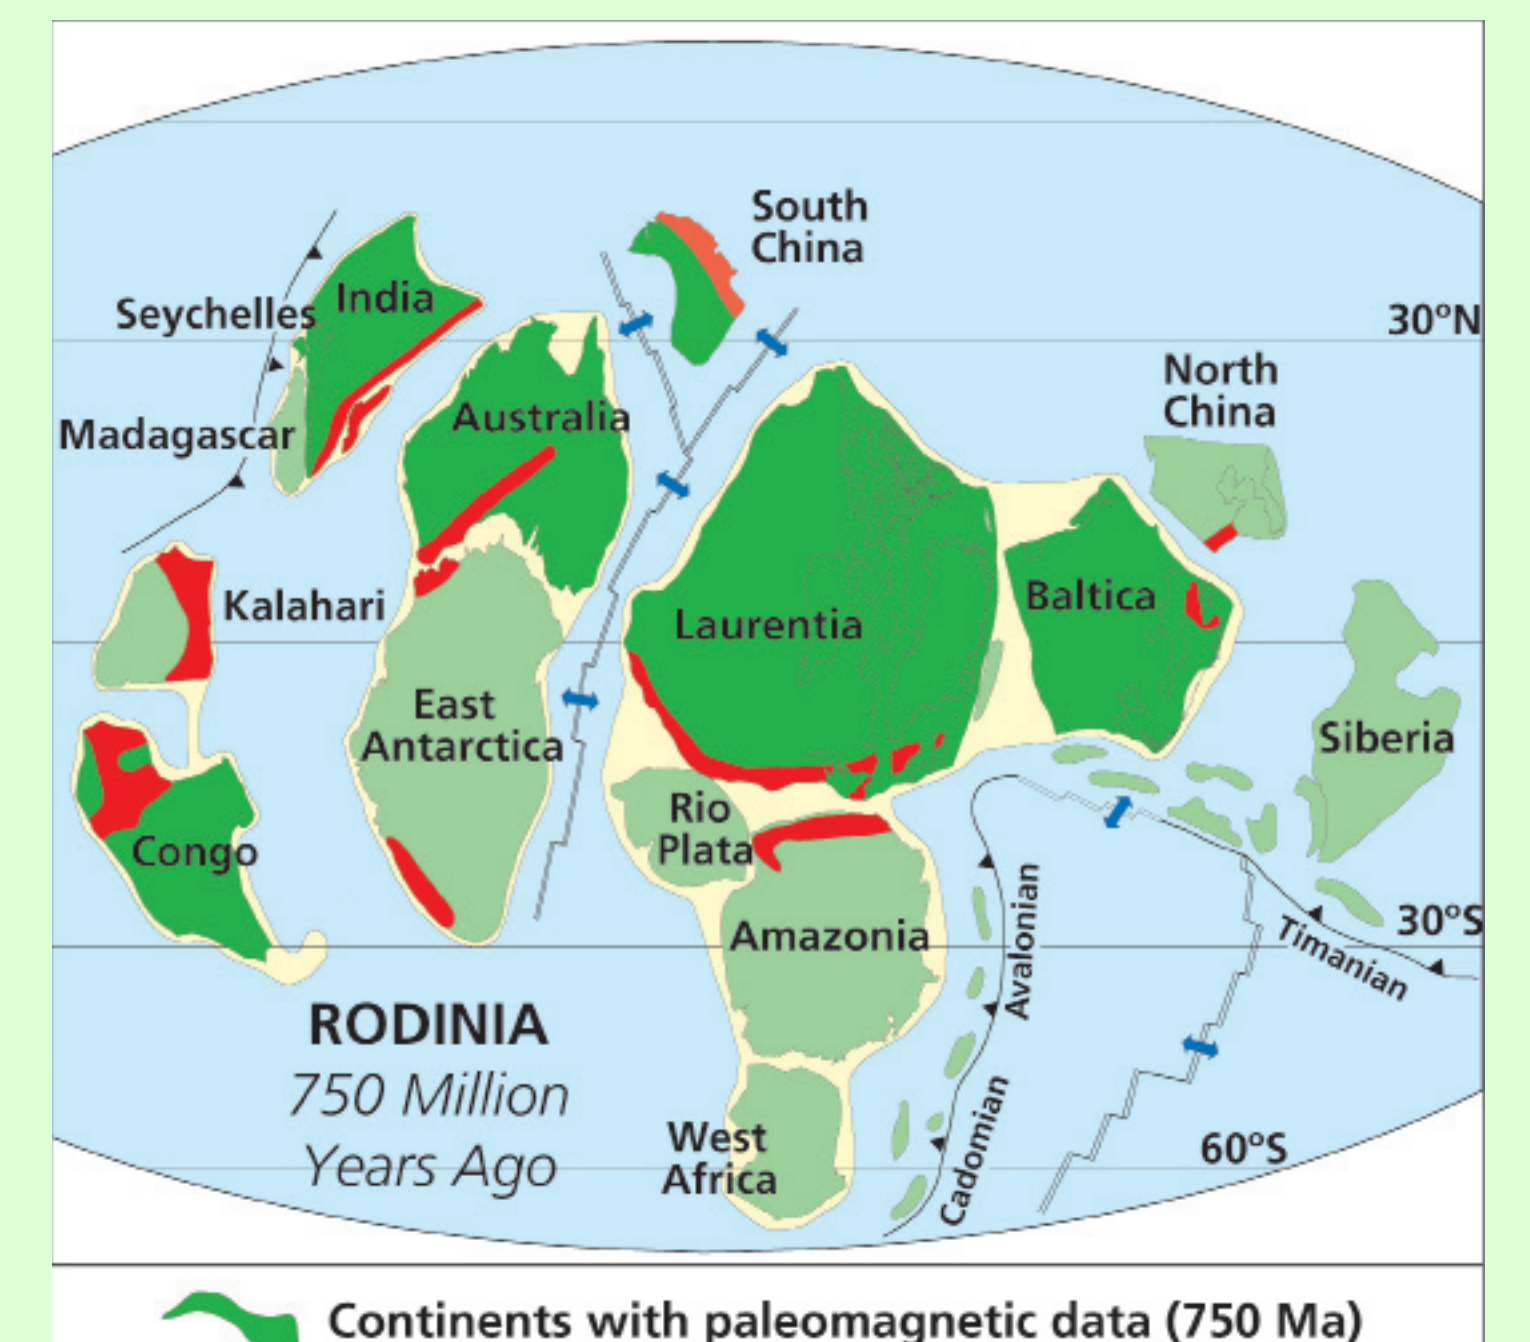 South
China
India
Seychelles
30°N
North
China
Australia
Madagascar
Baltica
Kalahari
Laurentia
East
Antarctica
Siberia
Rio
Plata
Congo
Avalonian
30°S
Amazonia
Timanian
RODINIA
750 Million
Years Ago
Cadomian
West
Africa
60°S
Continents with paleomagnetic data (750 Ma)